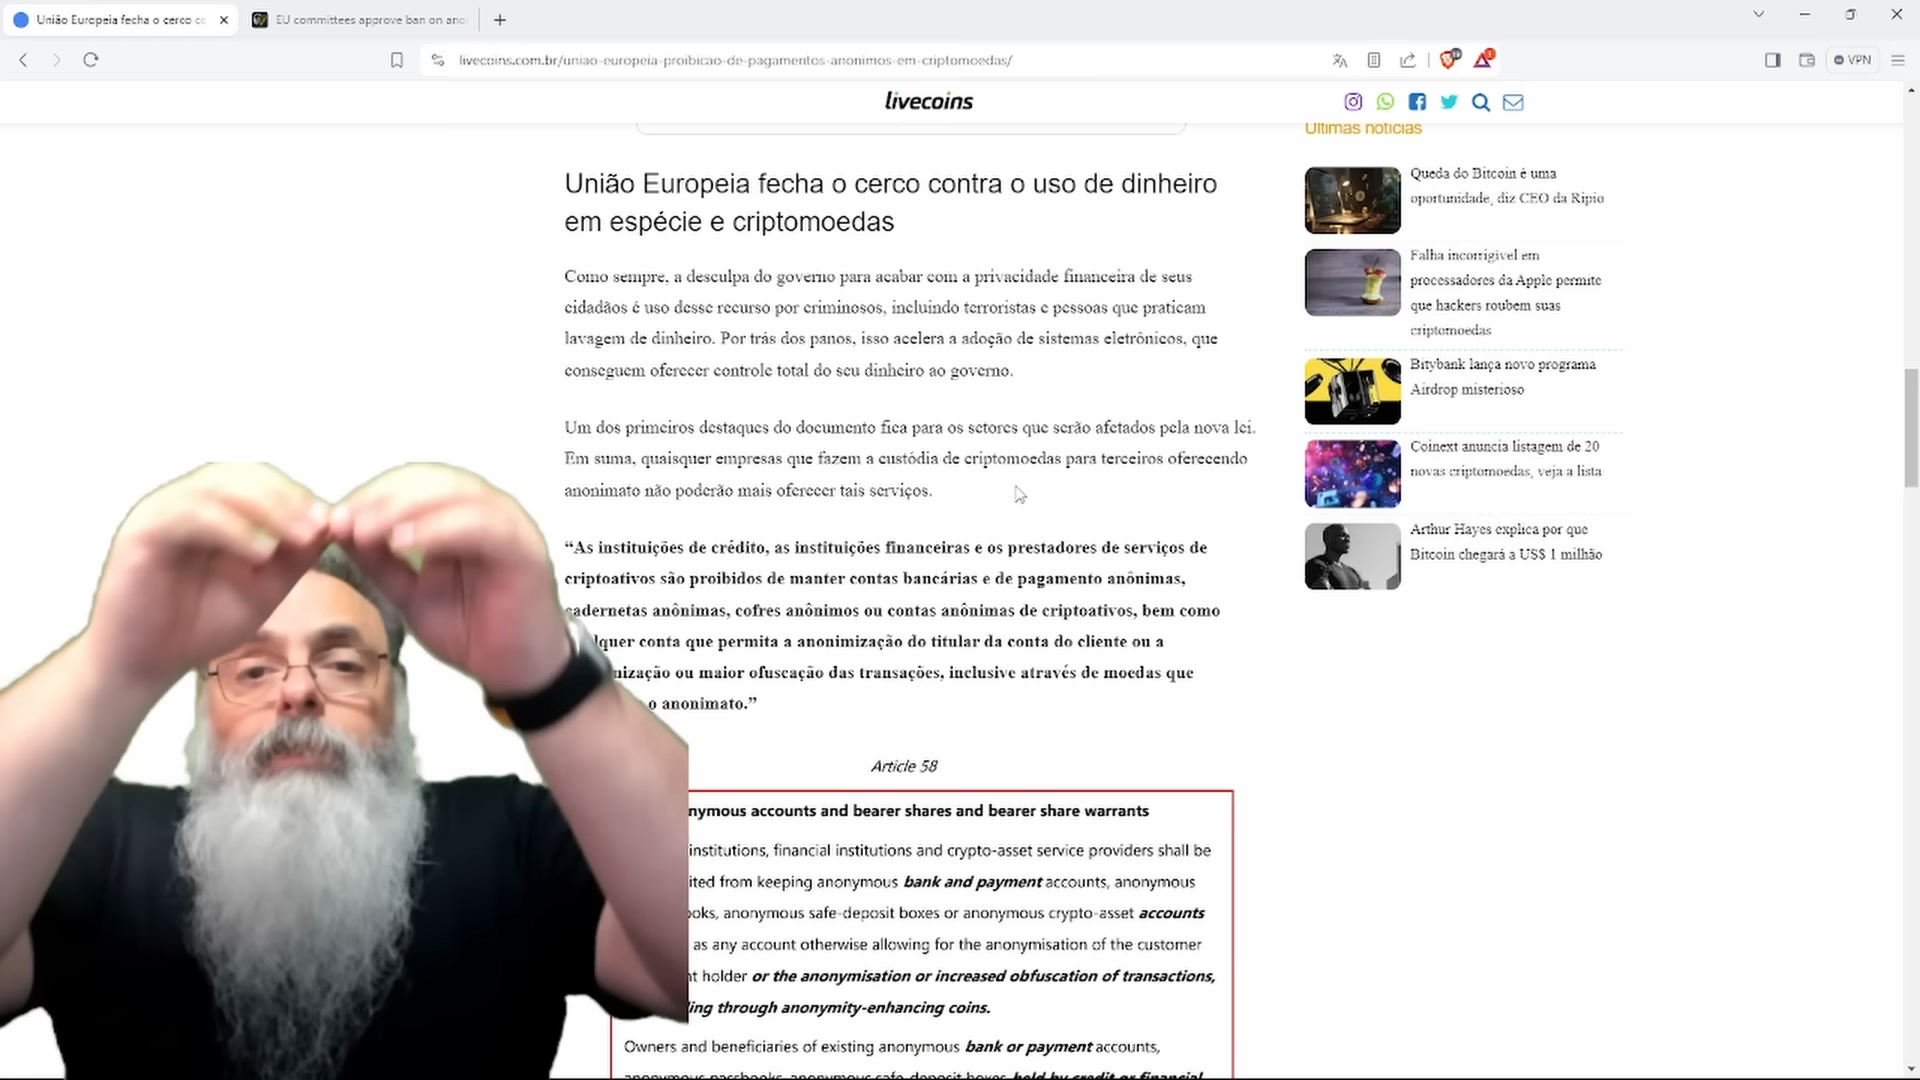 União Europeia fecha o cerco co
EU committees approve ban on ano
livecoins.com.br/uniao-europeia-proibicao-de-pagamentos-anonimos-em-criptomoedas/
VPN
livecoins
Últimas notícias
União Europeia fecha o cerco contra o uso de dinheiro
em espécie e criptomoedas
Como sempre, a desculpa do governo para acabar com a privacidade financeira de seus
cidadãos é uso desse recurso por criminosos, incluindo terroristas e pessoas que praticam
lavagem de dinheiro. Por trás dos panos, isso acelera a adoção de sistemas eletrônicos, que
conseguem oferecer controle total do seu dinheiro ao governo.
Um dos primeiros destaques do documento fica para os setores que serão afetados pela nova lei.
Em suma, quaisquer empresas que fazem a custódia de criptomoedas para terceiros oferecendo
anonimato não poderão mais oferecer tais serviços.
“As instituições de crédito, as instituições financeiras e os prestadores de serviços de
criptoativos são proibidos de manter contas bancárias e de pagamento anônimas,
cadernetas anônimas, cofres anônimos ou contas anônimas de criptoativos, bem como
lquer conta que permita a anonimização do titular da conta do cliente ou a
nização ou maior ofuscação das transações, inclusive através de moedas que
o anonimato.”
Article 58
nymous accounts and bearer shares and bearer share warrants
institutions, financial institutions and crypto-asset service providers shall be
ited from keeping anonymous bank and payment accounts, anonymous
ooks, anonymous safe-deposit boxes or anonymous crypto-asset accounts
as any account otherwise allowing for the anonymisation of the customer
nt holder or the anonymisation or increased obfuscation of transactions,
ling through anonymity-enhancing coins.
Owners and beneficiaries of existing anonymous bank or payment accounts,
anonymous passbooks, anonymous safe-deposit boxes held by credit or financial
Queda do Bitcoin é uma
oportunidade, diz CEO da Ripio
Falha incorrigível em
processadores da Apple permite
que hackers roubem suas
criptomoedas
Bitybank lança novo programa
Airdrop misterioso
Coinext anuncia listagem de 20
novas criptomoedas, veja a lista
Arthur Hayes explica por que
Bitcoin chegará a US$ 1 milhão